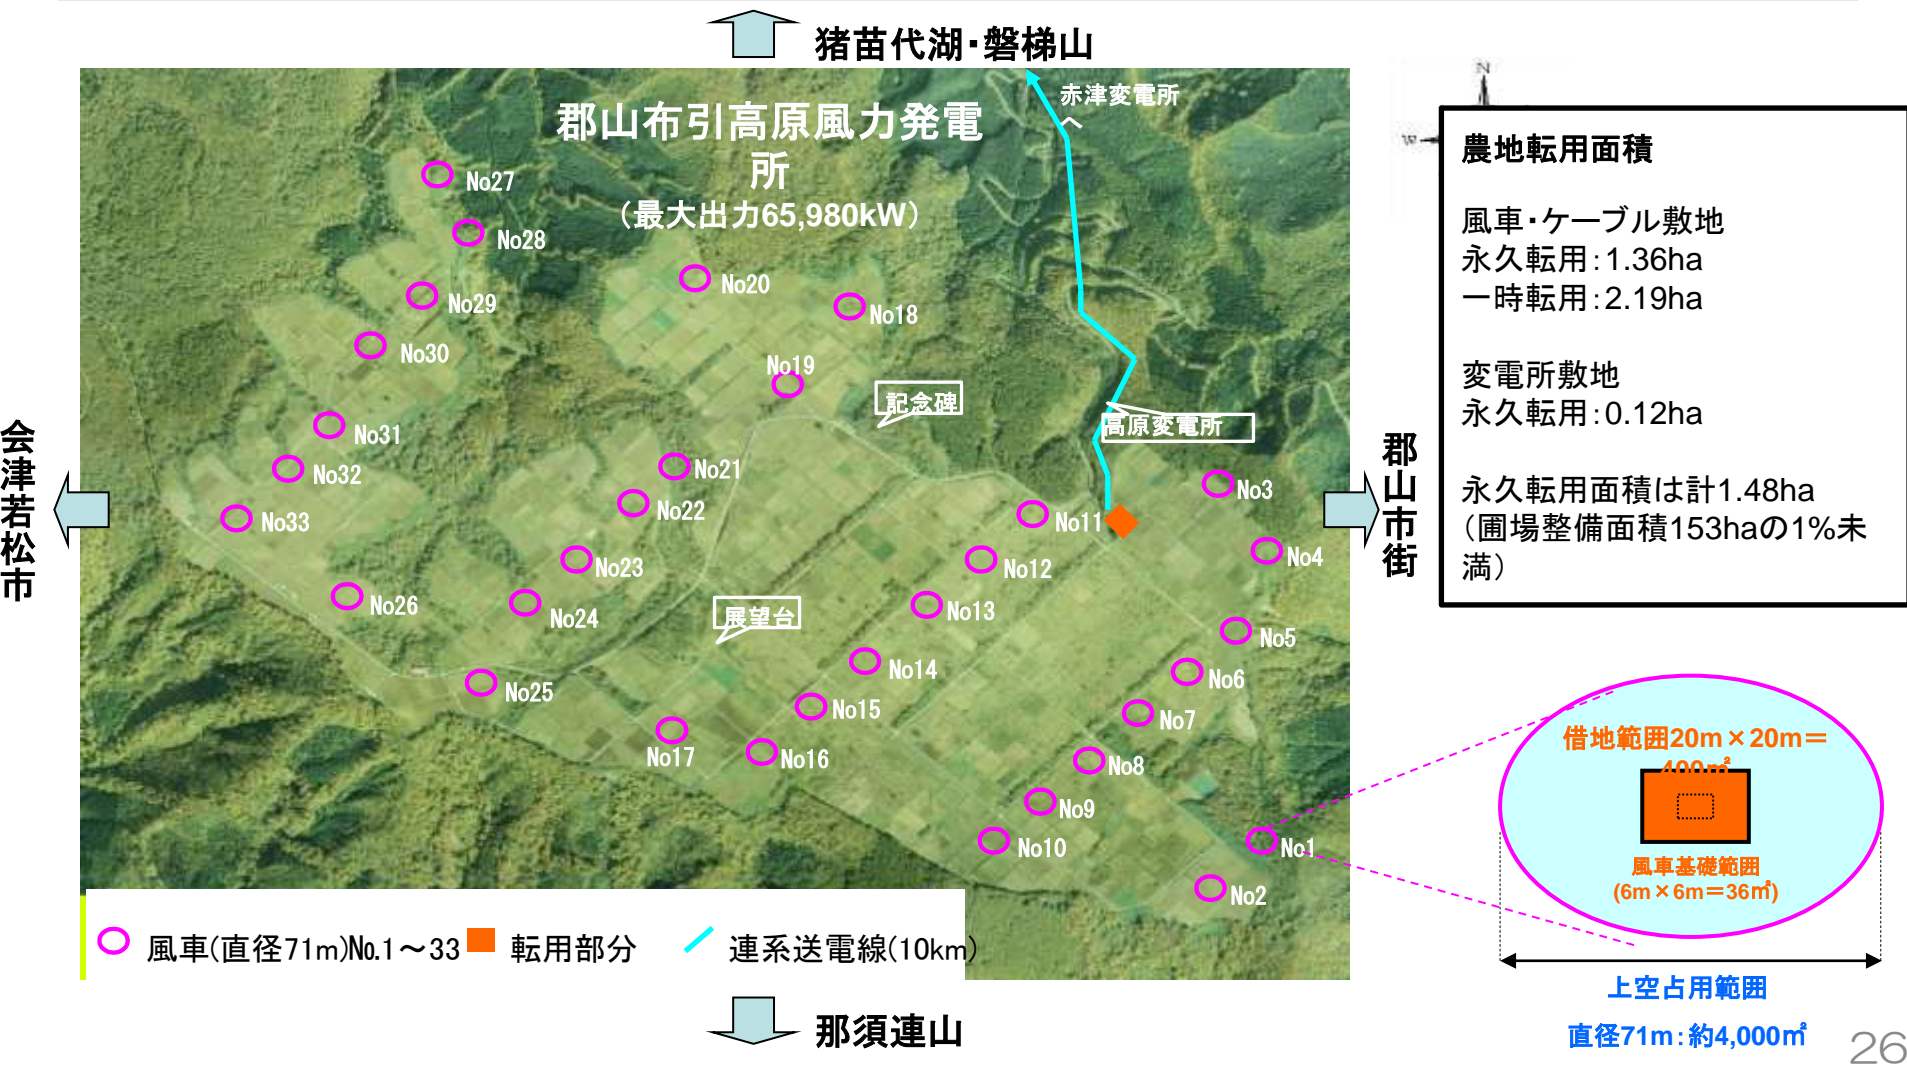 猪苗代湖・磐梯山
郡山布引高原風力発電
所
（最大出力65,980kW）
赤津変電所
へ
N
W
農地転用面積
風車・ケーブル敷地
永久転用：1.36ha
一時転用：2.19ha
変電所敷地
永久転用：0.12ha
永久転用面積は計1.48ha
（圃場整備面積153haの1%未
満）
会津若松市
郡山市街
No27
No28
No29
No30
No31
No32
No33
No26
No20
No18
No19
記念碑
高原変電所
No21
No22
No23
No24
No25
展望台
No3
No4
No5
No6
No7
No8
No9
No10
No11
No12
No13
No14
No15
No16
No17
No1
No2
借地範囲20m×20m＝
400㎡
風車基礎範囲
(6m×6m＝36㎡)
上空占用範囲
直径71m：約4,000㎡
風車(直径71m)No.1～33
転用部分
連系送電線(10km)
那須連山
26